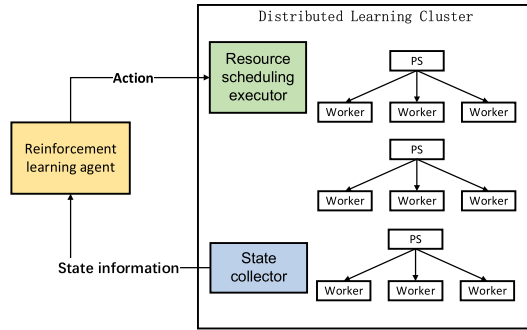 Distributed Learning Cluster
Resource
scheduling
executor
Action
PS
Worker Worker Worker
Reinforcement
learning agent
PS
Worker Worker Worker
State information
State
collector
PS
Worker Worker Worker